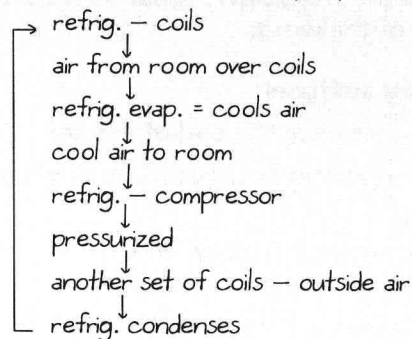 refrig. – coils
air from room over coils
refrig. evap. = cools air
cool air to room
refrig. – compressor
pressurized
another set of coils – outside air
refrig. condenses